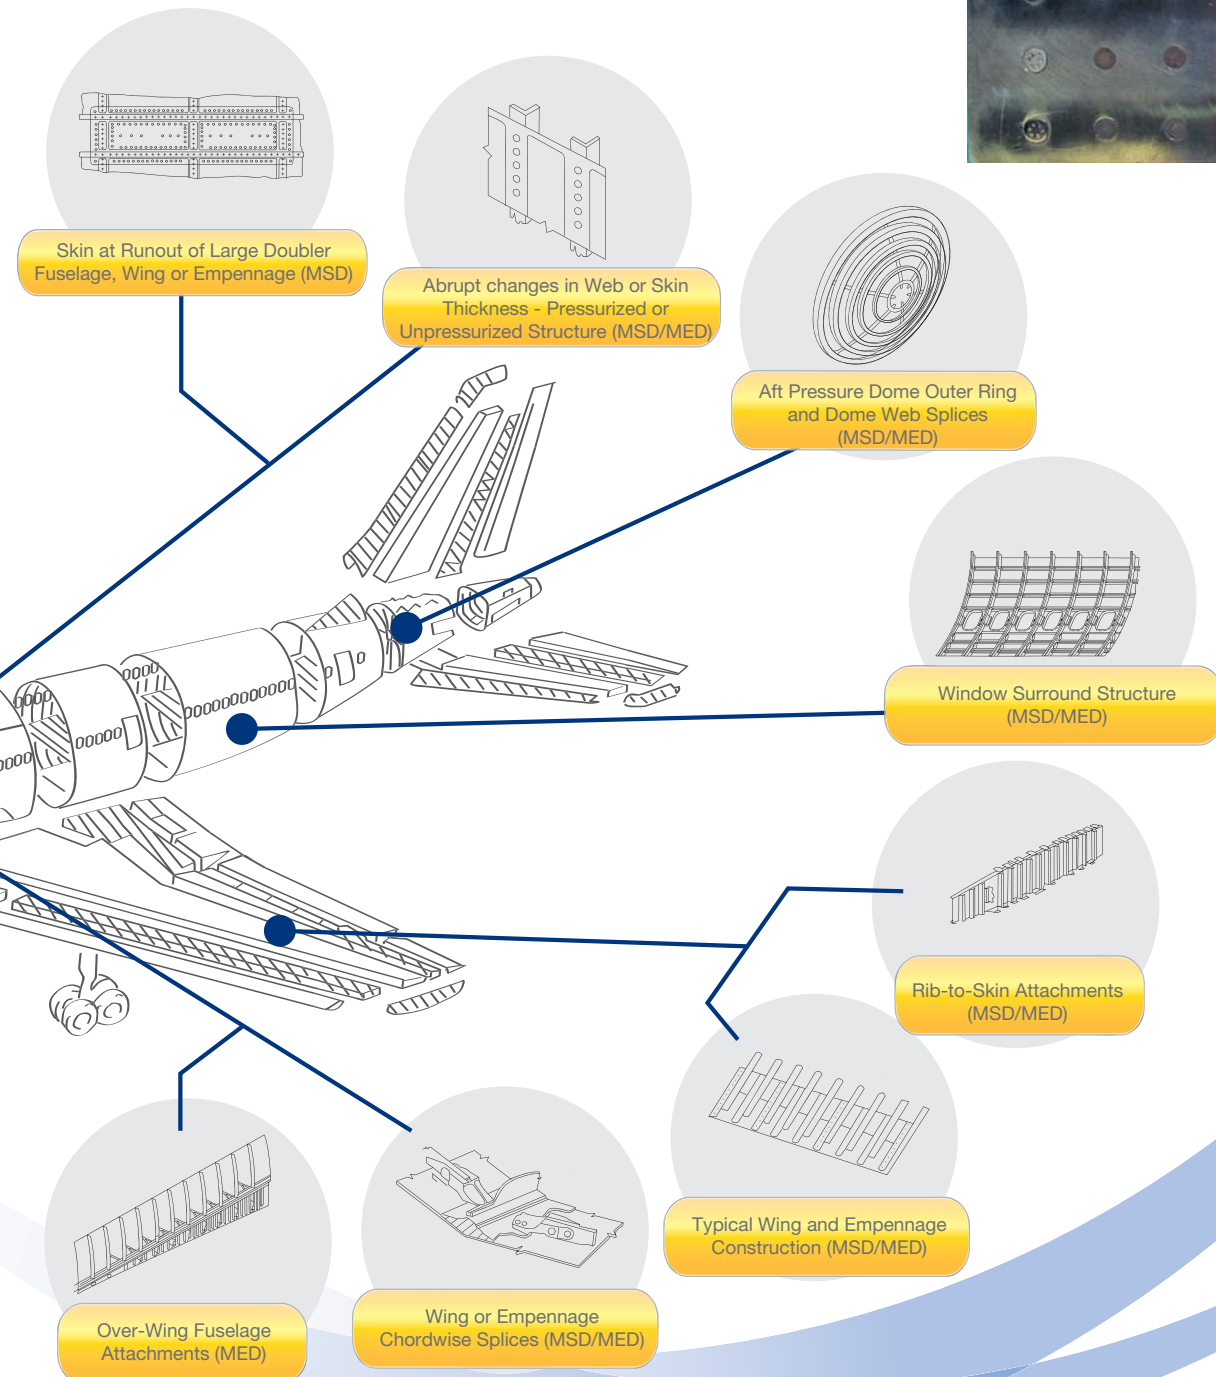 Skin at Runout of Large Doubler
Fuselage, Wing or Empennage (MSD)
Abrupt changes in Web or Skin
Thickness - Pressurized or
Unpressurized Structure (MSD/MED)
Aft Pressure Dome Outer Ring
and Dome Web Splices
(MSD/MED)
Window Surround Structure
(MSD/MED)
Rib-to-Skin Attachments
(MSD/MED)
Typical Wing and Empennage
Construction (MSD/MED)
Wing or Empennage
Chordwise Splices (MSD/MED)
Over-Wing Fuselage
Attachments (MED)